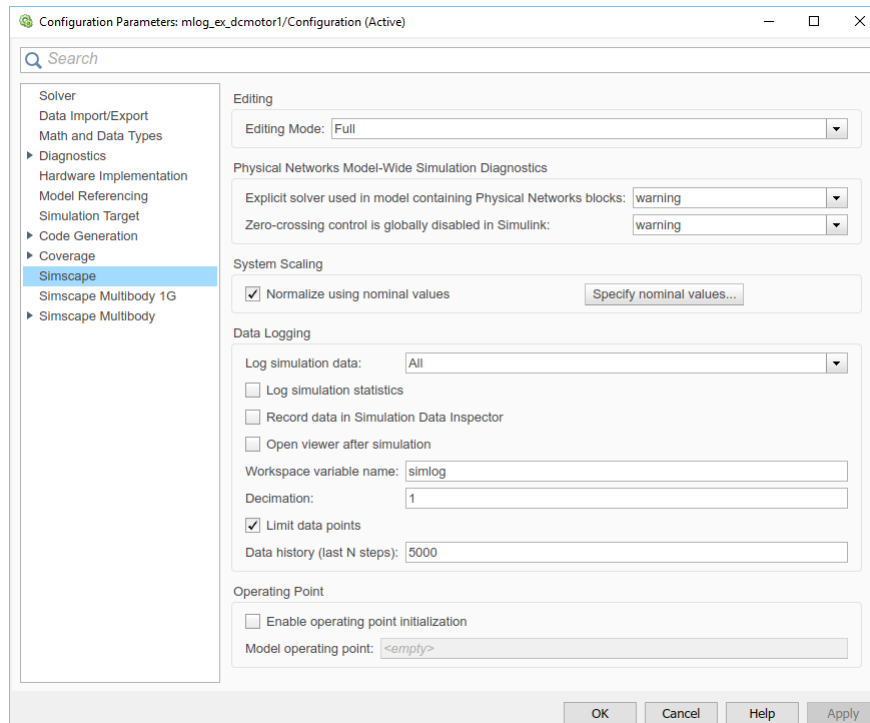 Configuration Parameters: mlog_ex_dcmotor1/Configuration (Active)
Search
Solver
Data Import/Export
Math and Data Types
Diagnostics
Hardware Implementation
Model Referencing
Simulation Target
Code Generation
Coverage
Simscape
Simscape Multibody 1G
Simscape Multibody
Editing
Editing Mode: Full
Physical Networks Model-Wide Simulation Diagnostics
Explicit solver used in model containing Physical Networks blocks: warning
Zero-crossing control is globally disabled in Simulink: warning
System Scaling
Normalize using nominal values Specify nominal values...
Data Logging
Log simulation data: All
Log simulation statistics
Record data in Simulation Data Inspector
Open viewer after simulation
Workspace variable name: simlog
Decimation: 1
Limit data points
Data history (last N steps): 5000
Operating Point
Enable operating point initialization
Model operating point: <empty>
OK Cancel Help Apply